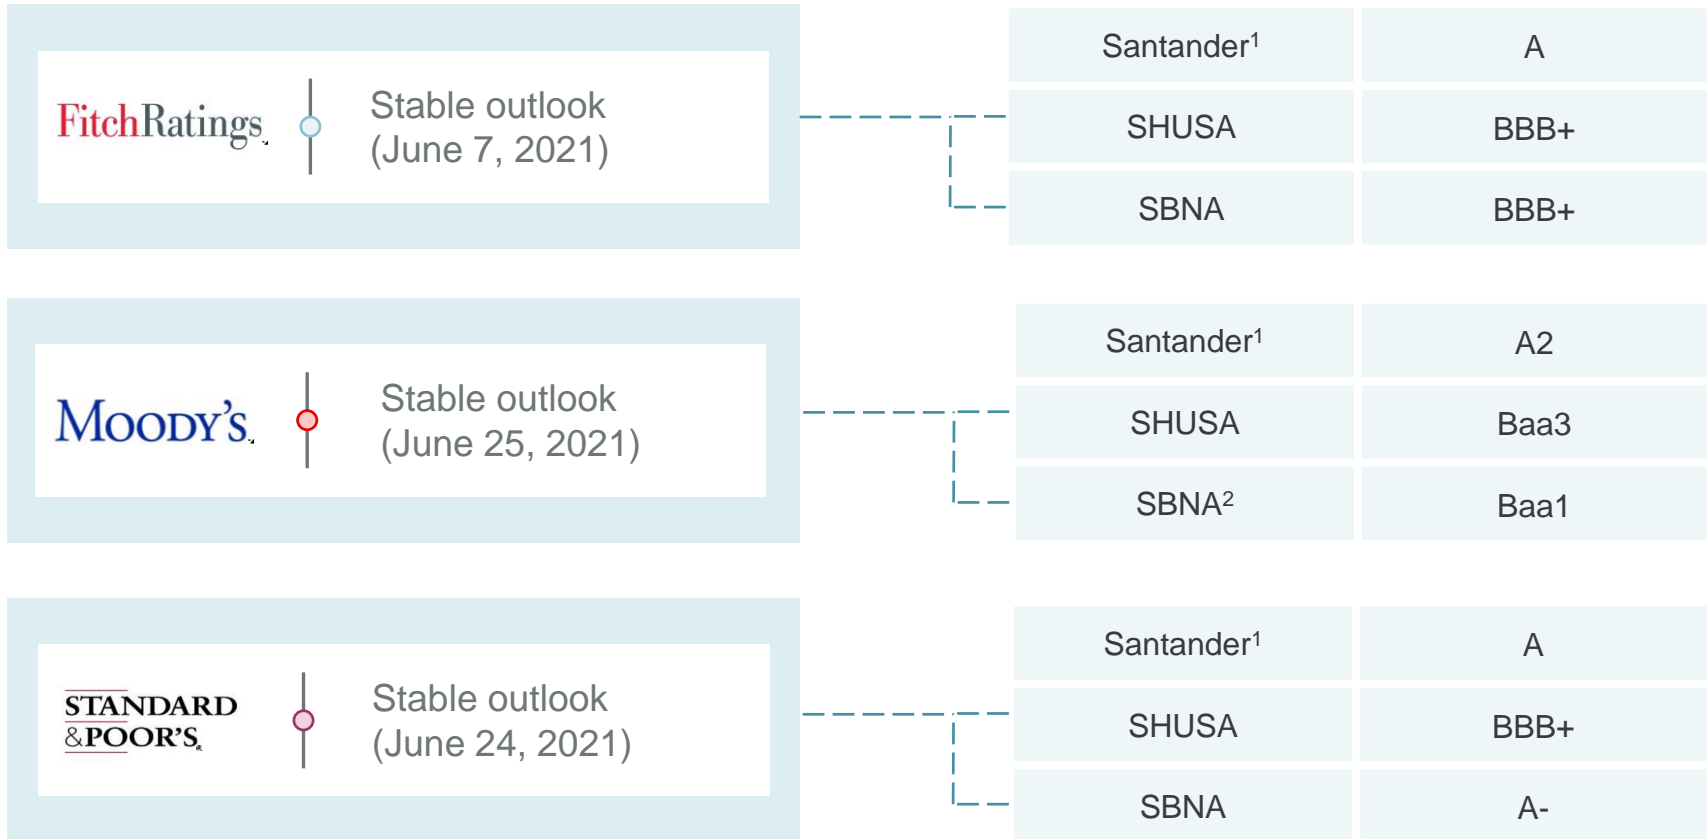 FitchRatings
Stable outlook
(June 7, 2021)
Santander¹ A
SHUSA BBB+
SBNA BBB+
MOODY'S
Stable outlook
(June 25, 2021)
Santander¹ A2
SHUSA Baa3
SBNA² Baa1
STANDARD
&POOR'S
Stable outlook
(June 24, 2021)
Santander¹ A
SHUSA BBB+
SBNA A-